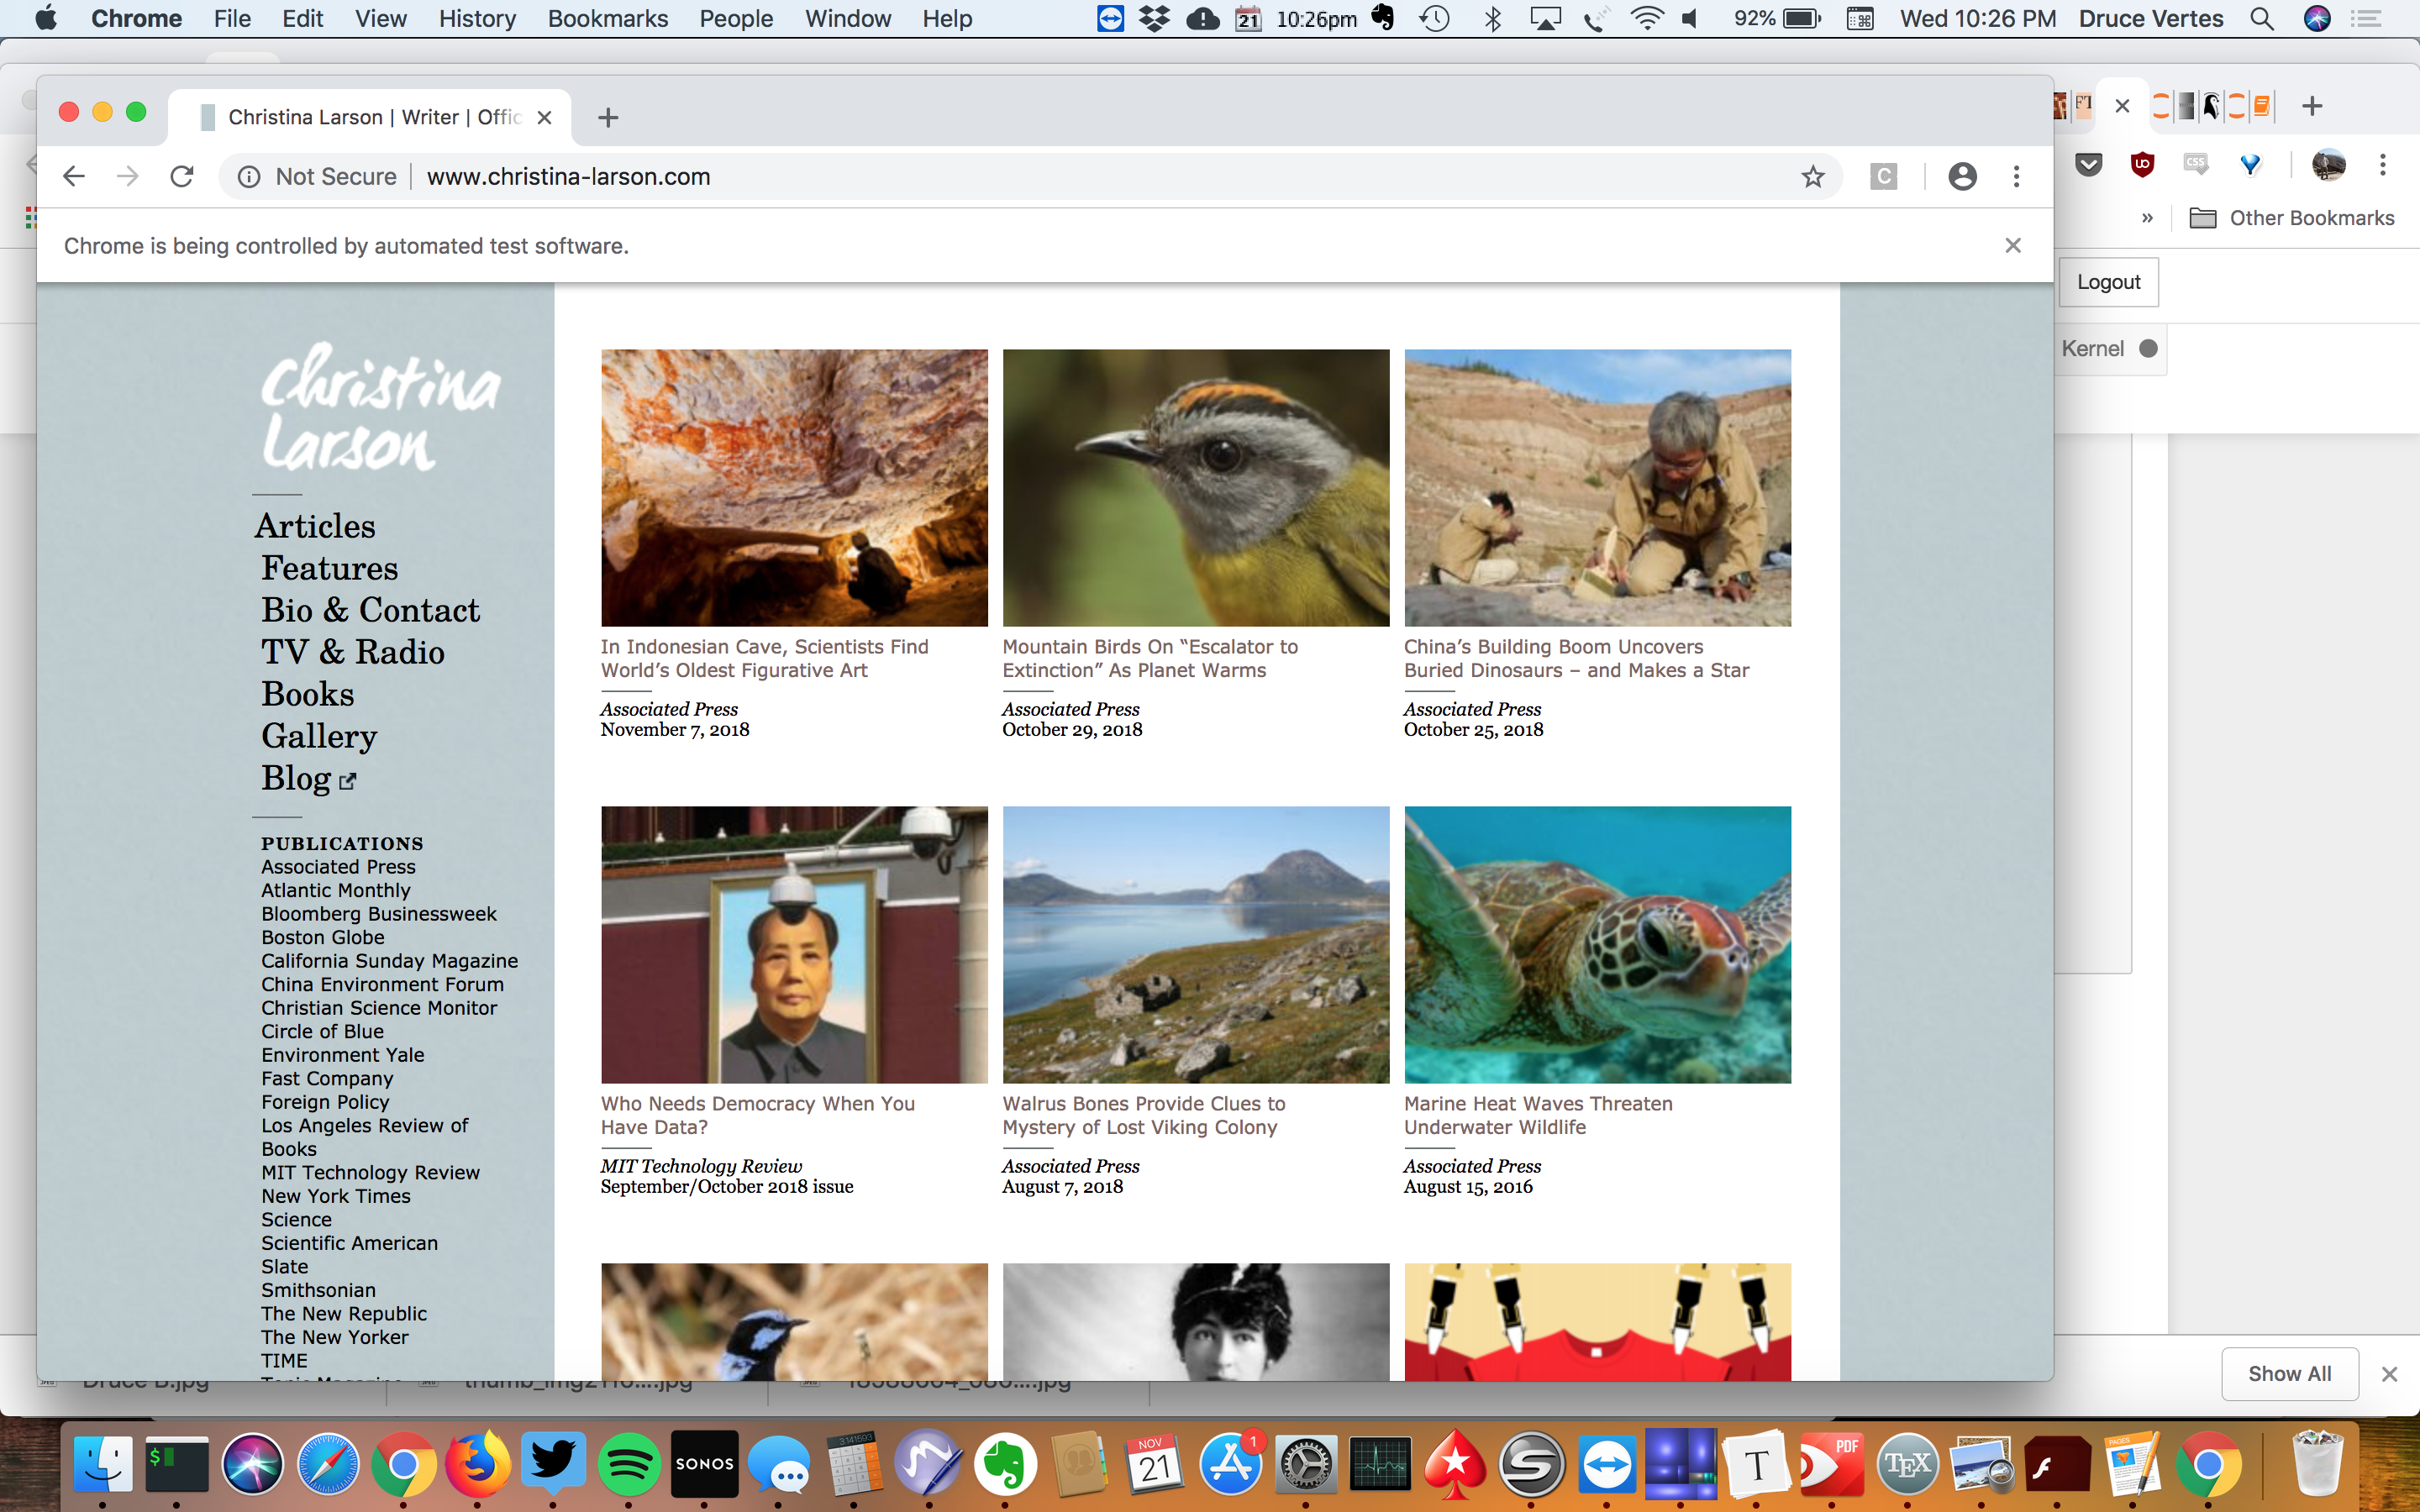 Chrome File Edit View History Bookmarks People Window Help 21 10:26pm 92% Wed 10:26 PM Druce Vertes
Christina Larson | Writer | Offic
FT
Not Secure www.christina-larson.com
C
CSS
» Other Bookmarks
Chrome is being controlled by automated test software.
Logout
Kernel
Christina
Larson
Articles
Features
Bio & Contact
TV & Radio
Books
Gallery
Blog
PUBLICATIONS
Associated Press
Atlantic Monthly
Bloomberg Businessweek
Boston Globe
California Sunday Magazine
China Environment Forum
Christian Science Monitor
Circle of Blue
Environment Yale
Fast Company
Foreign Policy
Los Angeles Review of
Books
MIT Technology Review
New York Times
Science
Scientific American
Slate
Smithsonian
The New Republic
The New Yorker
TIME
In Indonesian Cave, Scientists Find
World's Oldest Figurative Art
Associated Press
November 7, 2018
Mountain Birds On “Escalator to
Extinction” As Planet Warms
Associated Press
October 29, 2018
China's Building Boom Uncovers
Buried Dinosaurs – and Makes a Star
Associated Press
October 25, 2018
Who Needs Democracy When You
Have Data?
MIT Technology Review
September/October 2018 issue
Walrus Bones Provide Clues to
Mystery of Lost Viking Colony
Associated Press
August 7, 2018
Marine Heat Waves Threaten
Underwater Wildlife
Associated Press
August 15, 2016
Show All
$
SONOS
3.141593
NOV
21
1
T
PDF
TEX
PAGES